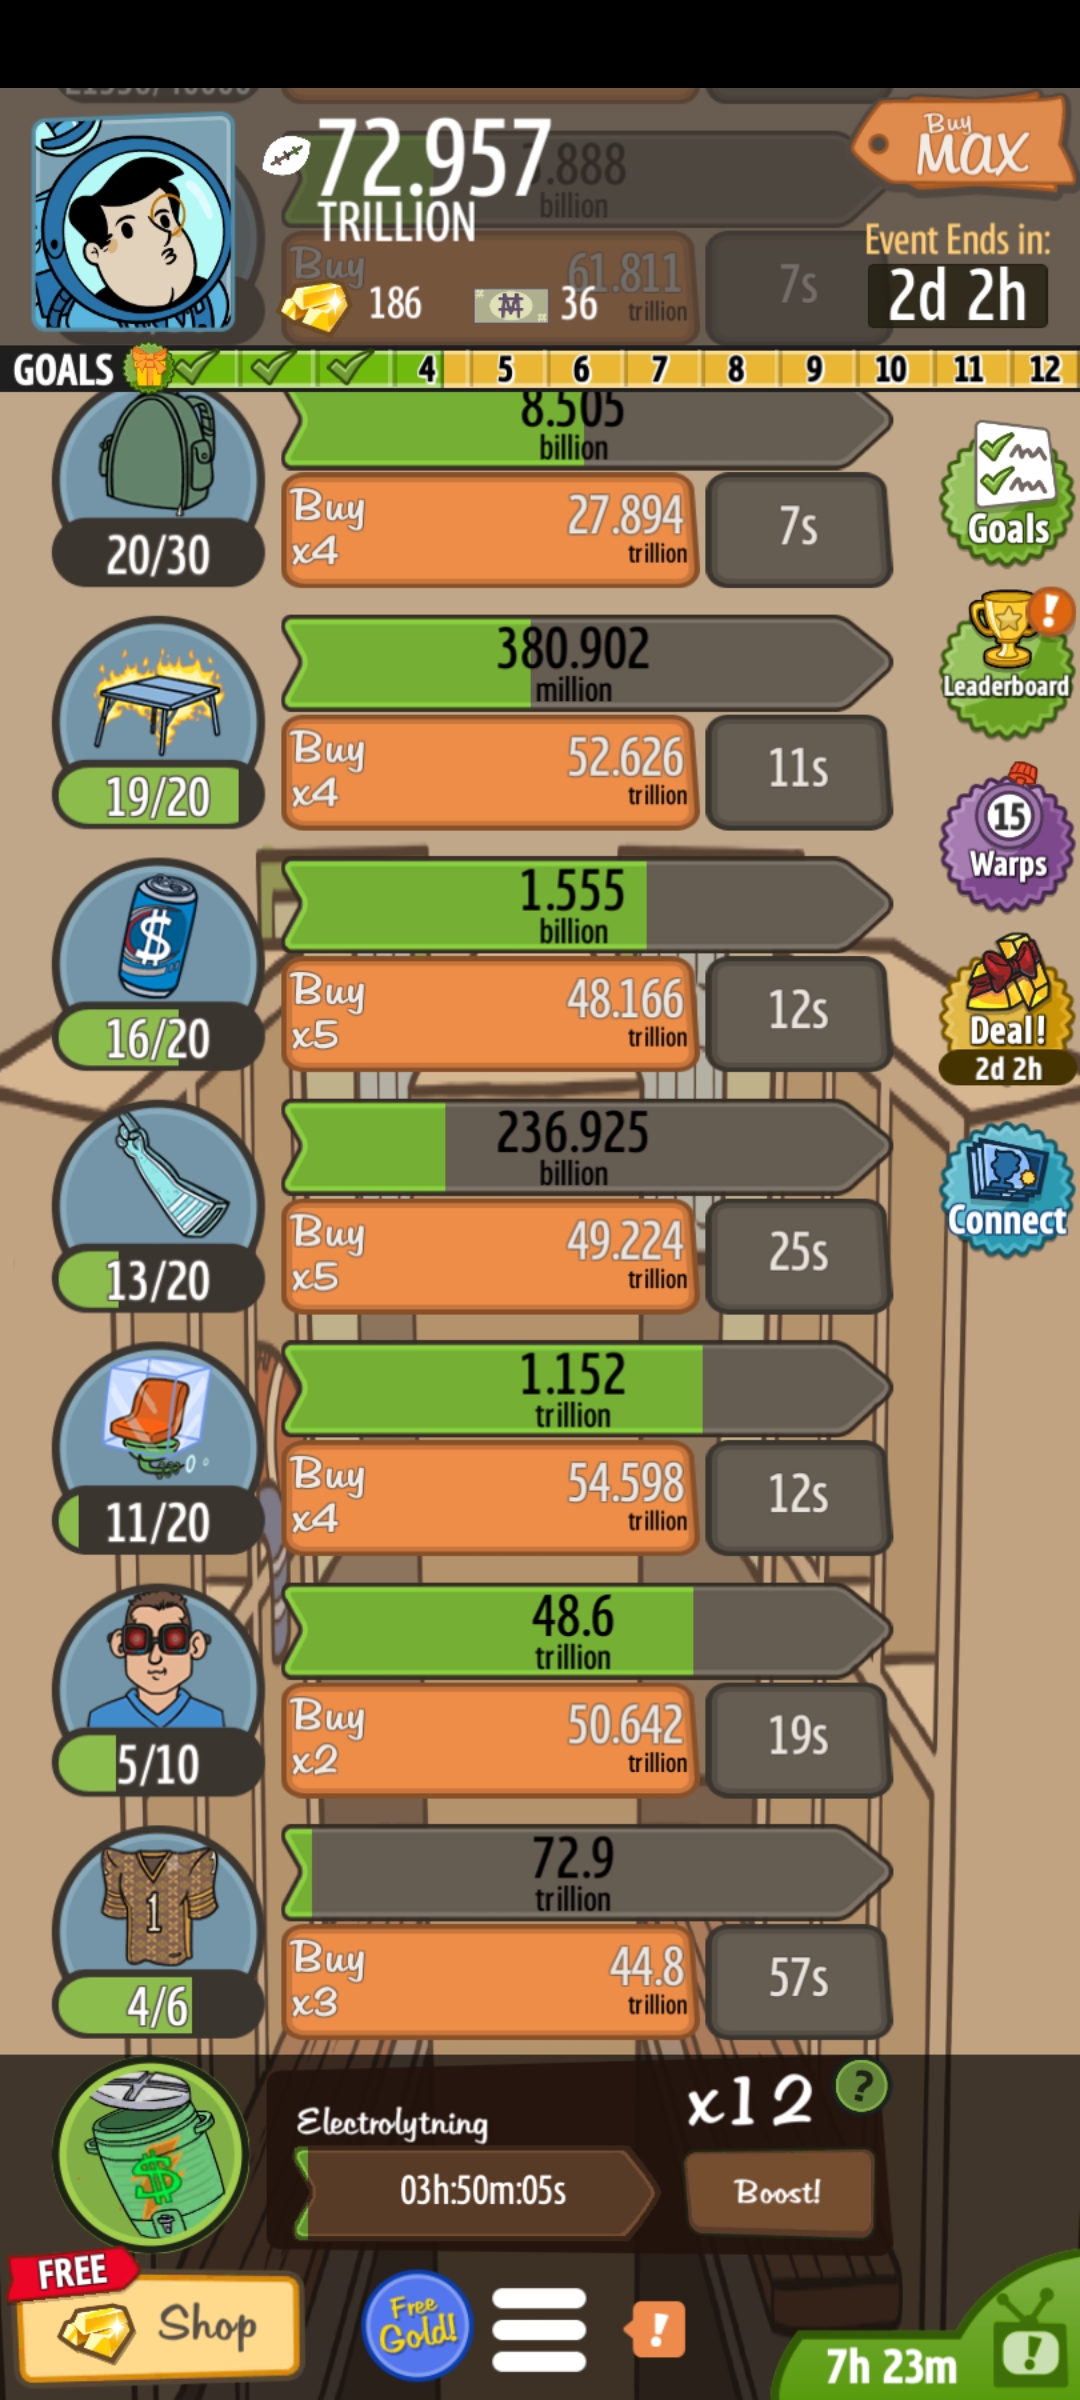 72.957
TRILLION
186
36
Buy
MAX
Event Ends in:
2d 2h
.888
billion
Buy
61.811
trillion
7s
GOALS
4
5
6
7
8
9
10
11
12
8.505
billion
20/30
Buy
x4
27.894
trillion
7s
Goals
380.902
million
19/20
Buy
x4
52.626
trillion
11s
!
Leaderboard
1.555
billion
$
16/20
Buy
x5
48.166
trillion
12s
15
Warps
236.925
billion
13/20
Buy
x5
49.224
trillion
25s
Deal!
2d 2h
Connect
1.152
trillion
11/20
Buy
x4
54.598
trillion
12s
48.6
trillion
5/10
Buy
x2
50.642
trillion
19s
72.9
trillion
1
4/6
Buy
x3
44.8
trillion
57s
$
Electrolytning
x12
?
03h:50m:05s
Boost!
FREE
Shop
Free
Gold!
!
7h 23m
!